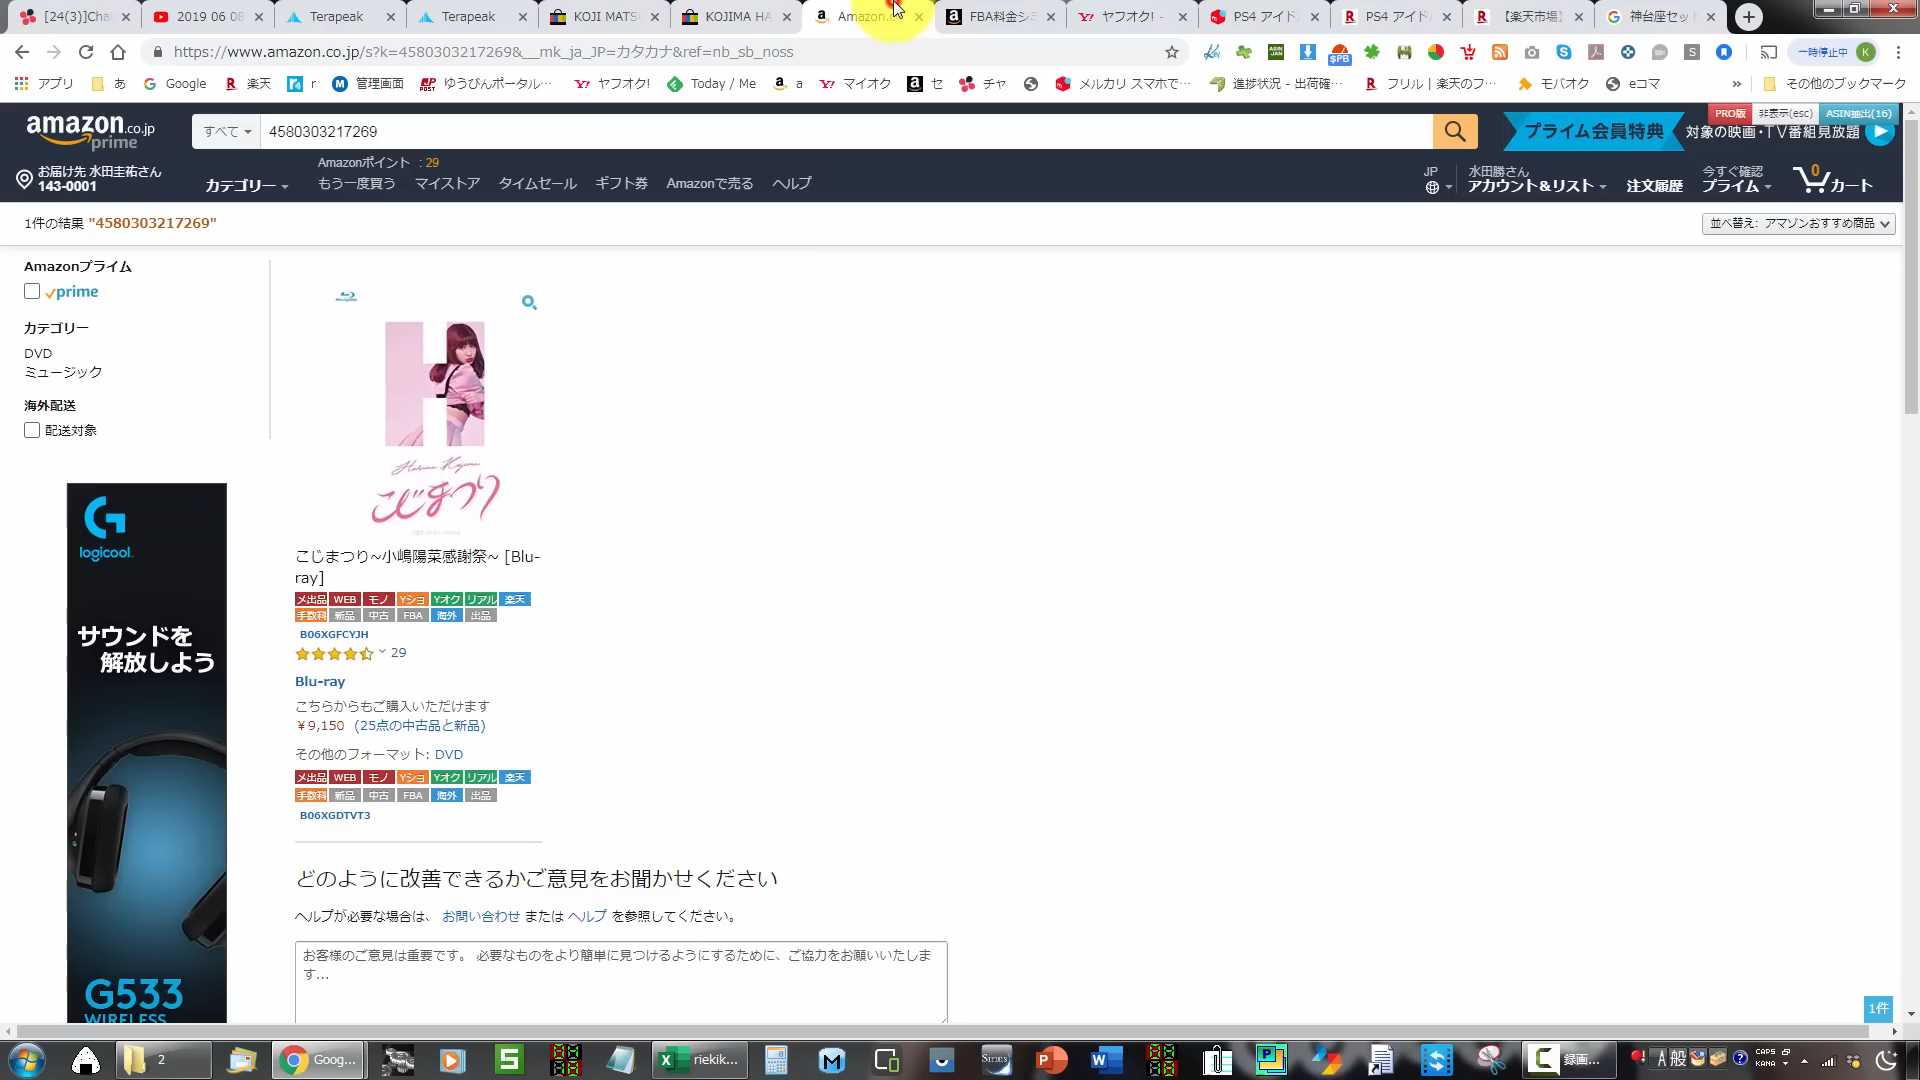 [24(3)]Chat
2019 06 08
Terapeak
Terapeak
KOJI MATS
KOJIMA HA
Amazon.c
FBA料金シミ
ヤフオク! -
PS4 アイド
PS4 アイド
【楽天市場】
神台座セット
https://www.amazon.co.jp/s?k=4580303217269&__mk_ja_JP=カタカナ&ref=nb_sb_noss
一時停止中 K
アプリ
あ
Google
楽天
r
管理画面
ゆうびんポータル…
ヤフオク!
Today / Me
a
マイオク
セ
チャ
メルカリ スマホで…
進捗状況 - 出荷確…
フリル | 楽天のフ…
モバオク
eコマ
»
その他のブックマーク
amazon.co.jp
prime
すべて
4580303217269
プライム会員特典 対象の映画・TV番組見放題
PRO版 非表示(esc) ASIN抽出(16)
お届け先 水田圭祐さん
143-0001
カテゴリー
Amazonポイント : 29
もう一度買う マイストア タイムセール ギフト券 Amazonで売る ヘルプ
JP
水田勝さん
アカウント&リスト
注文履歴
今すぐ確認
プライム
0
カート
1件の結果 "4580303217269"
並べ替え: アマゾンおすすめ商品
Amazonプライム
prime
カテゴリー
DVD
ミュージック
海外配送
配送対象
H
Haruna Kojima
こじまつり
こじまつり~小嶋陽菜感謝祭~ [Blu-
ray]
メ出品 WEB モノ Yショ Yオク リアル 楽天
手数料 新品 中古 FBA 海外 出品
B06XGFCYJH
29
Blu-ray
こちらからもご購入いただけます
￥9,150 (25点の中古品と新品)
その他のフォーマット: DVD
メ出品 WEB モノ Yショ Yオク リアル 楽天
手数料 新品 中古 FBA 海外 出品
B06XGDTVT3
logicool
サウンドを
解放しよう
G533
WIRELESS
どのように改善できるかご意見をお聞かせください
ヘルプが必要な場合は、 お問い合わせ または ヘルプ を参照してください。
お客様のご意見は重要です。 必要なものをより簡単に見つけるようにするために、ご協力をお願いいたしま
す...
1件
2
Goog...
riekik...
Sirius
録画...
A 般
CAPS
KANA